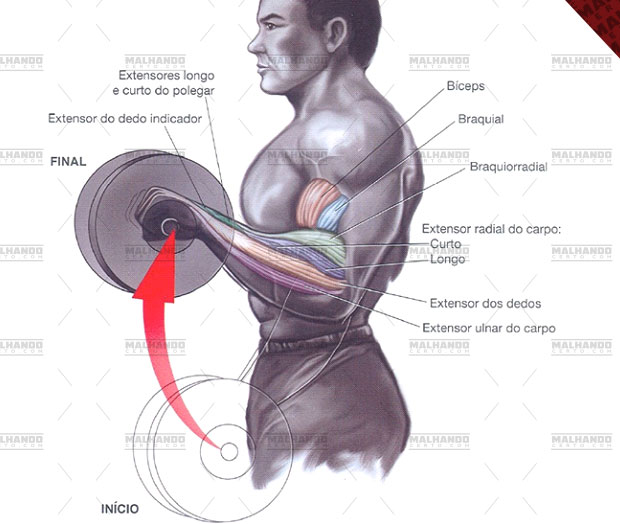 Extensores longo
e curto do polegar
Extensor do dedo indicador
FINAL
Bíceps
Braquial
Braquiorradial
Extensor radial do carpo:
Curto
Longo
Extensor dos dedos
Extensor ulnar do carpo
INÍCIO
MALHANDO
CERTO.COM